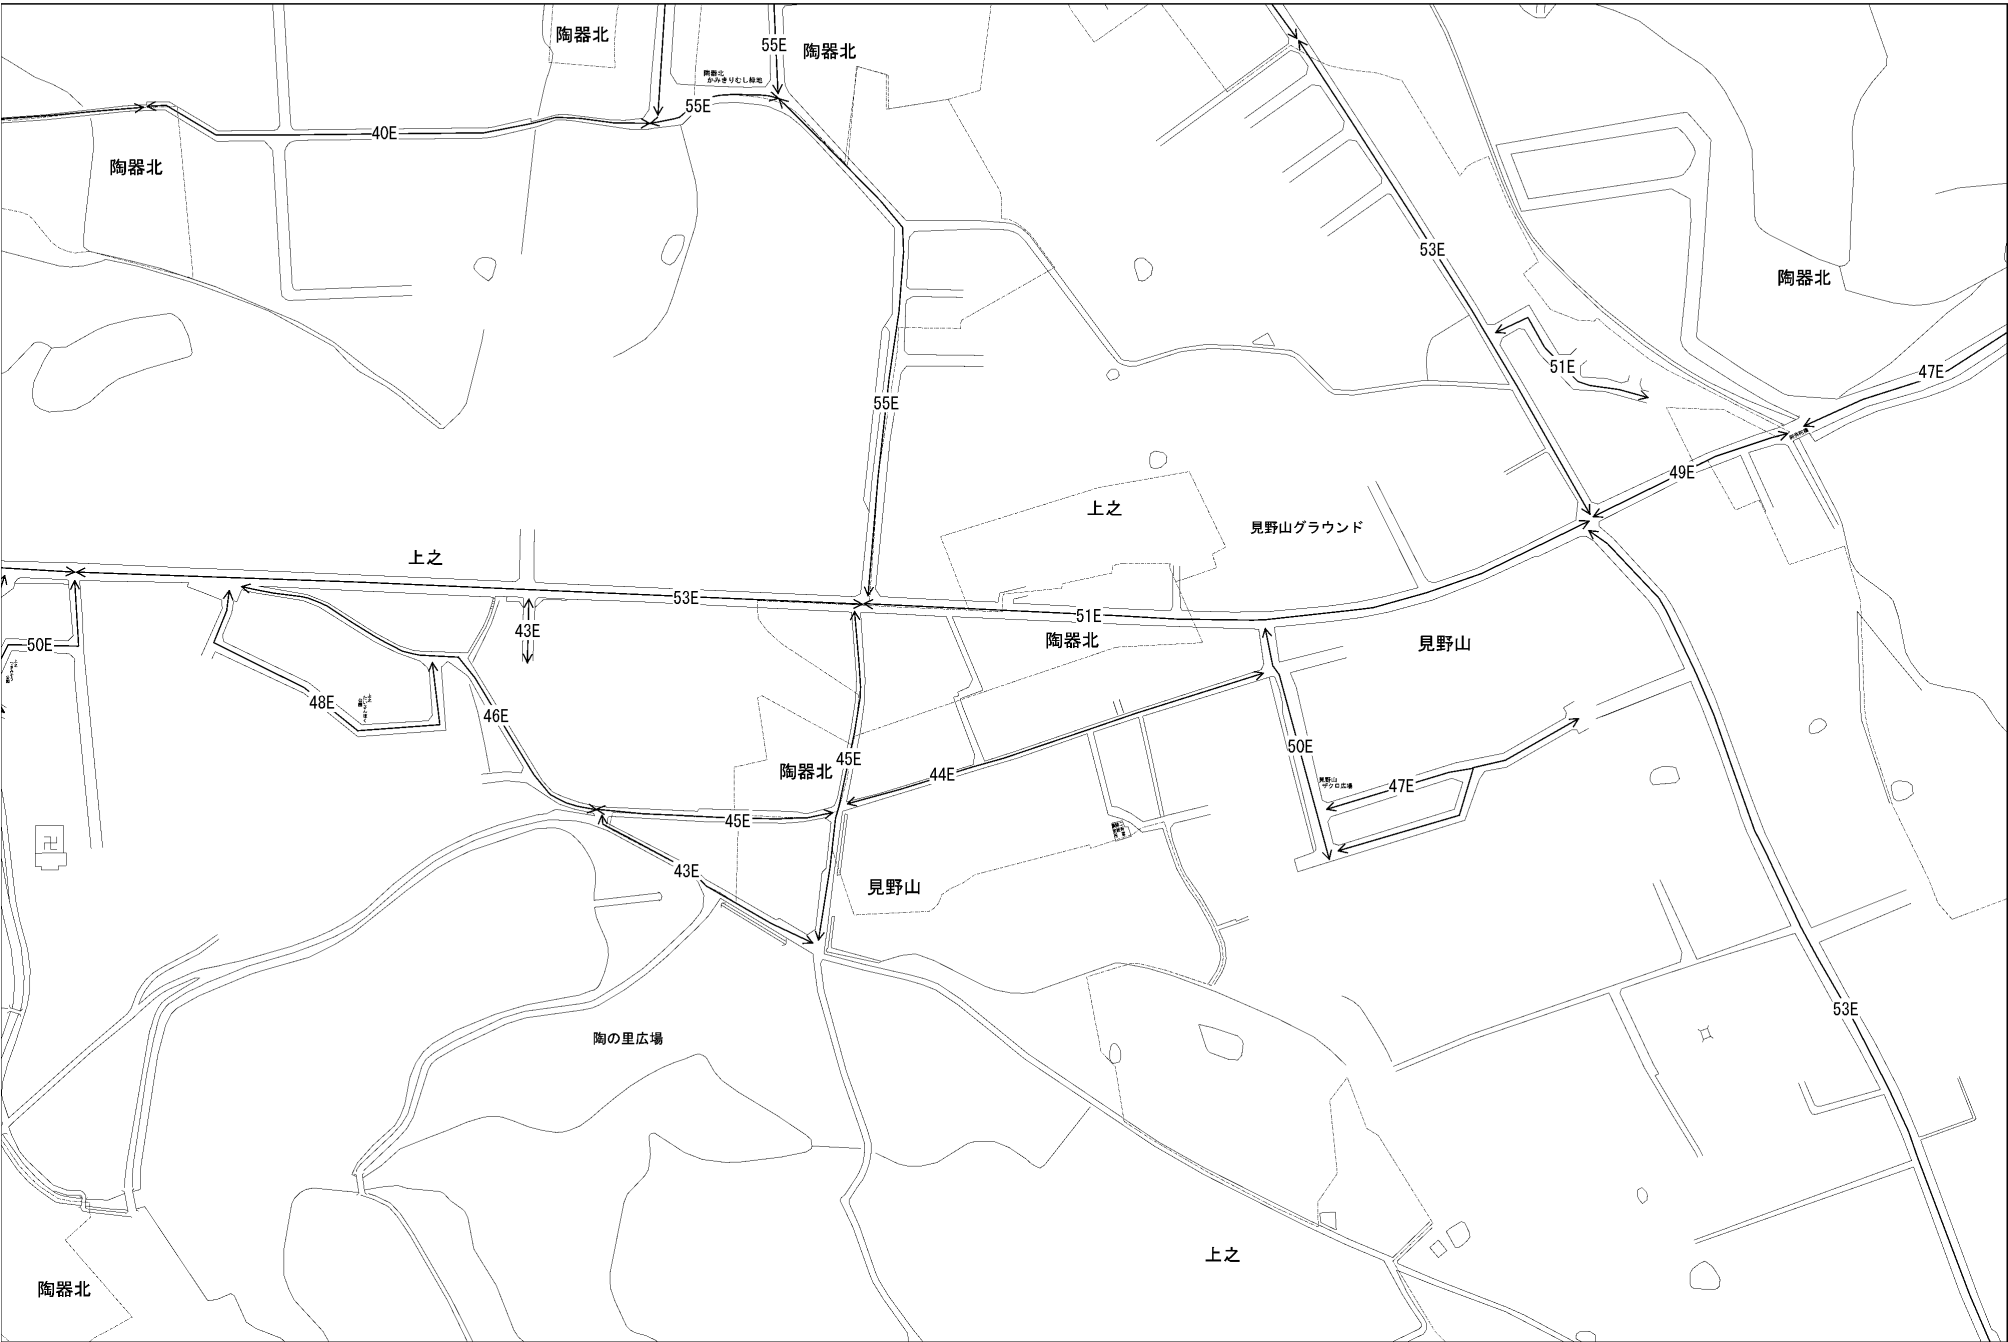 陶器北
55E
陶器北
陶器北
かみきりむし緑地
55E
40E
陶器北
53E
陶器北
51E
47E
55E
49E
上之
見野山グラウンド
上之
53E
51E
43E
陶器北
見野山
50E
48E
46E
45E
50E
陶器北
44E
見野山
ザクロ広場
47E
45E
43E
見野山
53E
陶の里広場
上之
陶器北